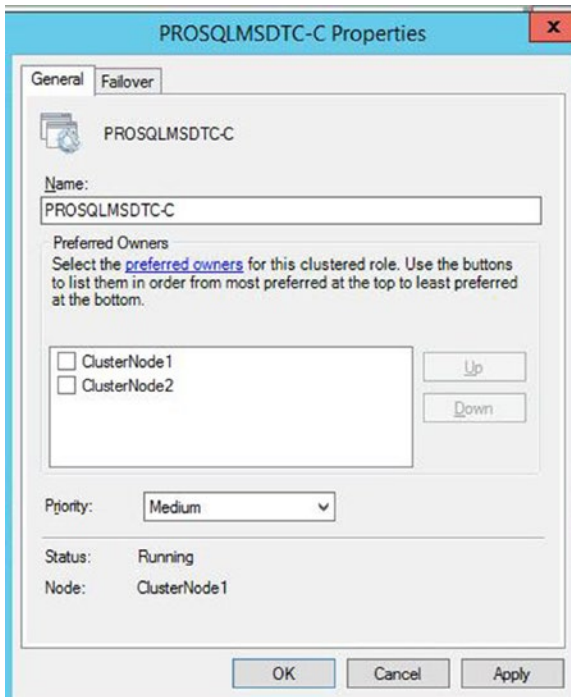 PROSQLMSDTC-C Properties
x
General Failover
PROSQLMSDTC-C
Name:
PROSQLMSDTC-C
Preferred Owners
Select the preferred owners for this clustered role. Use the buttons
to list them in order from most preferred at the top to least preferred
at the bottom.
ClusterNode1
Up
ClusterNode2
Down
Priority: Medium
Status: Running
Node: ClusterNode1
OK Cancel Apply